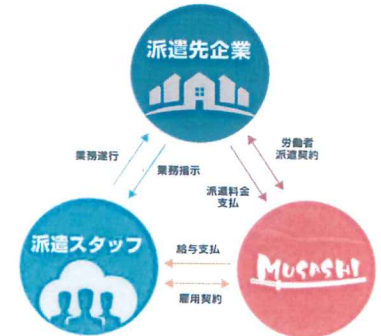 派遣先企業
業務遂行
業務指示
労働者
派遣契約
派遣料金
支払
派遣スタッフ
給与支払
雇用契約
MUSASHI